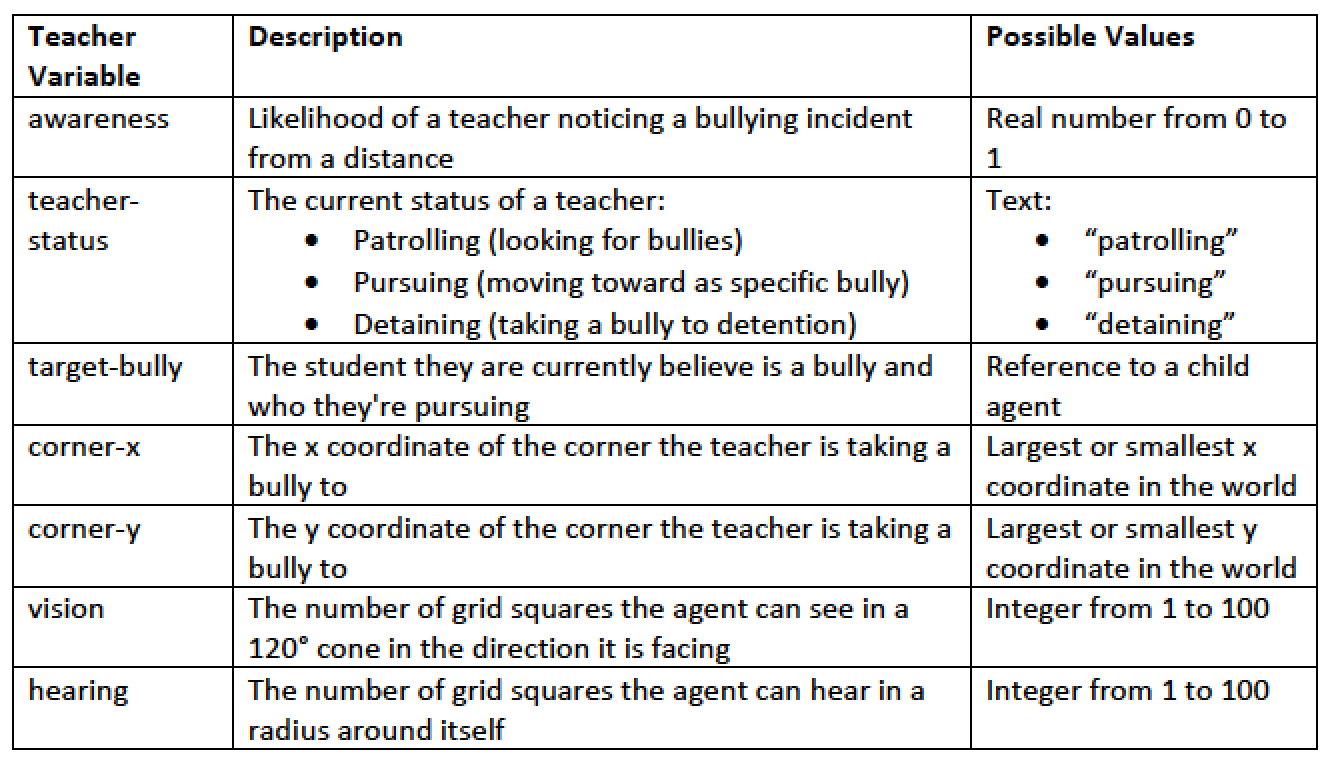 Teacher Variable | Description | Possible Values
awareness | Likelihood of a teacher noticing a bullying incident from a distance | Real number from 0 to 1
teacher-status | The current status of a teacher: | Text:
• Patrolling (looking for bullies) | • “patrolling”
• Pursuing (moving toward as specific bully) | • “pursuing”
• Detaining (taking a bully to detention) | • “detaining”
target-bully | The student they are currently believe is a bully and who they're pursuing | Reference to a child agent
corner-x | The x coordinate of the corner the teacher is taking a bully to | Largest or smallest x coordinate in the world
corner-y | The y coordinate of the corner the teacher is taking a bully to | Largest or smallest y coordinate in the world
vision | The number of grid squares the agent can see in a 120° cone in the direction it is facing | Integer from 1 to 100
hearing | The number of grid squares the agent can hear in a radius around itself | Integer from 1 to 100